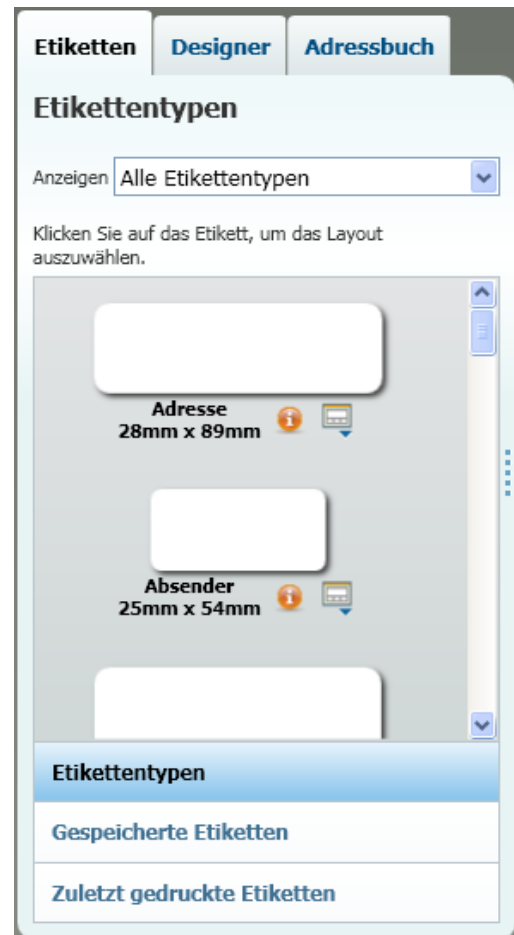 Etiketten Designer Adressbuch
Etikettentypen
Anzeigen Alle Etikettentypen
Klicken Sie auf das Etikett, um das Layout
auszuwählen.
Adresse
28mm x 89mm
Absender
25mm x 54mm
Etikettentypen
Gespeicherte Etiketten
Zuletzt gedruckte Etiketten